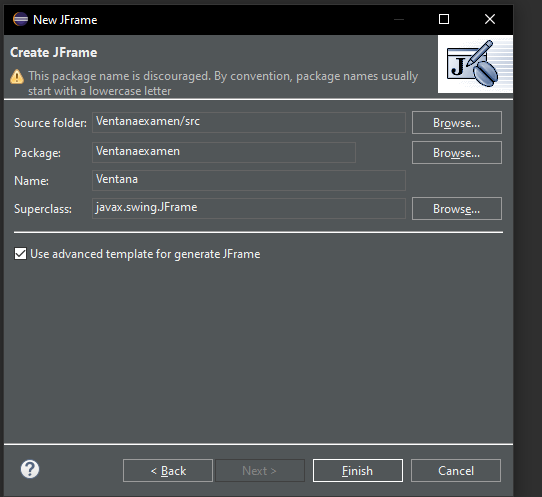 New JFrame
Create JFrame
This package name is discouraged. By convention, package names usually
start with a lowercase letter
J
Source folder: Ventanaexamen/src Browse...
Package: Ventanaexamen Browse...
Name: Ventana
Superclass: javax.swing.JFrame Browse...
Use advanced template for generate JFrame
? < Back Next > Finish Cancel